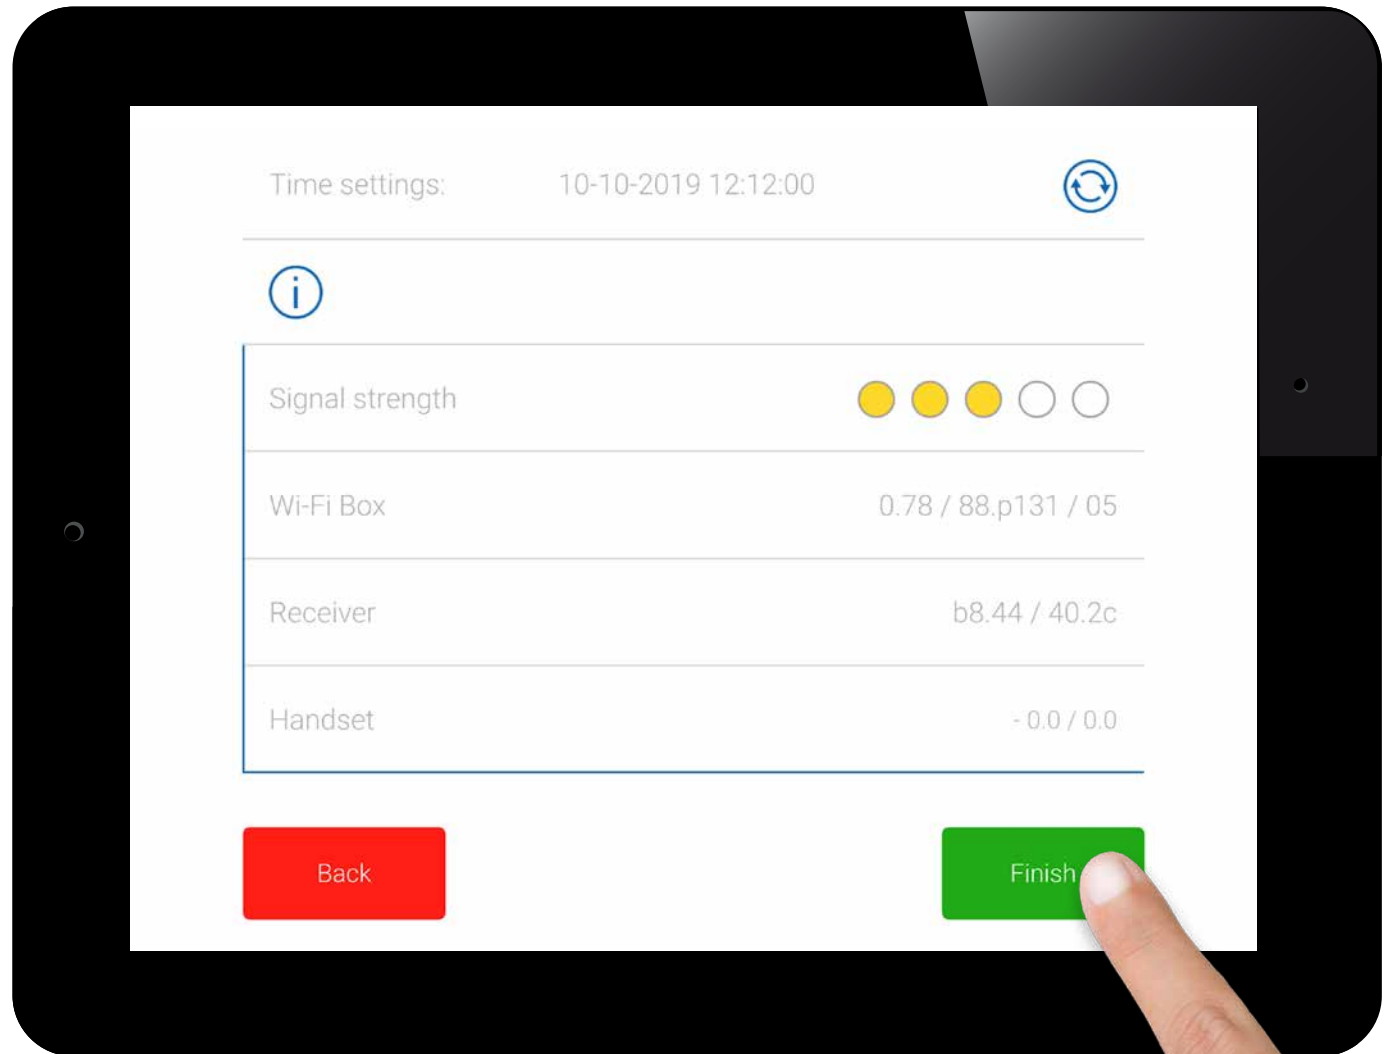 Time settings: 10-10-2019 12:12:00
i
Signal strength
Wi-Fi Box 0.78 / 88.p131 / 05
Receiver b8.44 / 40.2c
Handset - 0.0 / 0.0
Back Finish